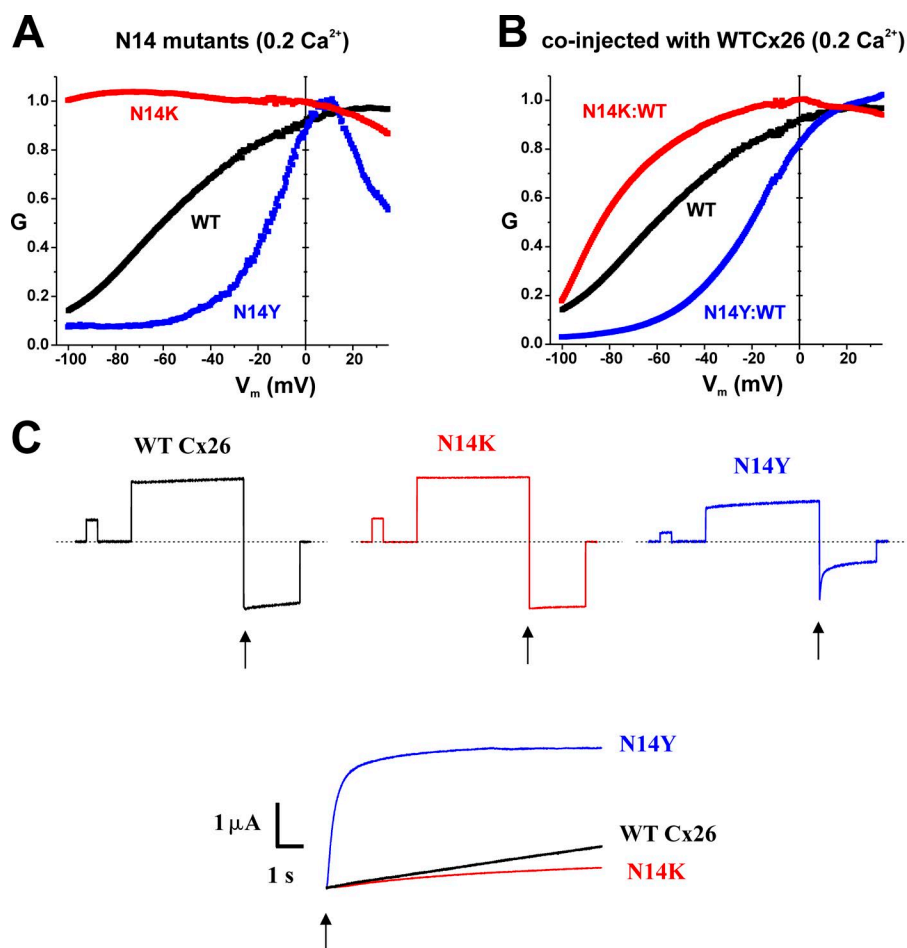 A
N14 mutants (0.2 Ca²⁺)
1.0
0.8
0.6
0.4
0.2
0.0
G
N14K
WT
N14Y
-100 -80 -60 -40 -20 0 20
Vₘ (mV)
B
co-injected with WTCx26 (0.2 Ca²⁺)
1.0
0.8
0.6
0.4
0.2
0.0
G
N14K:WT
WT
N14Y:WT
-100 -80 -60 -40 -20 0 20
Vₘ (mV)
C
WT Cx26
N14K
N14Y
N14Y
1 μA
1 s
WT Cx26
N14K